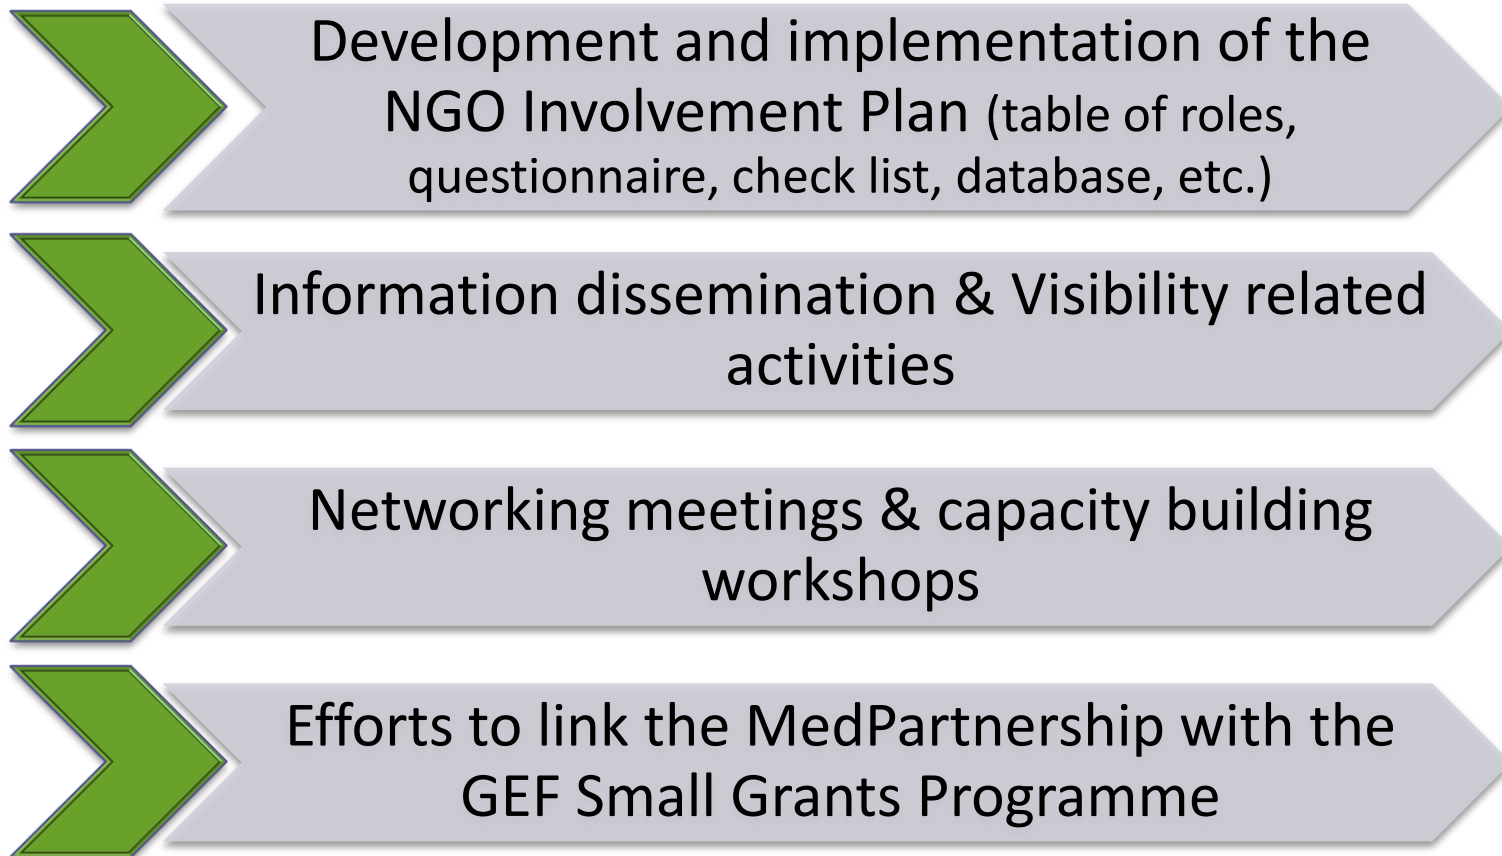 Development and implementation of the
NGO Involvement Plan (table of roles,
questionnaire, check list, database, etc.)
Information dissemination & Visibility related
activities
Networking meetings & capacity building
workshops
Efforts to link the MedPartnership with the
GEF Small Grants Programme